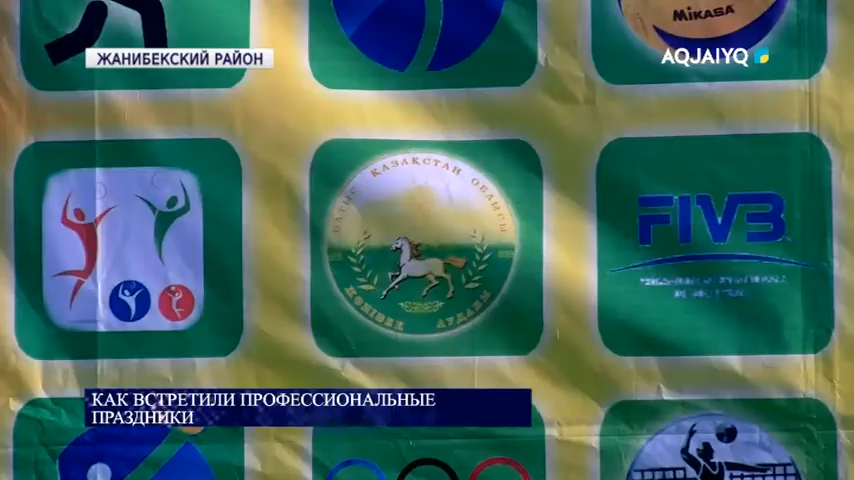 MIKASA
ЖАНИБЕКСКИЙ РАЙОН
AQJAIYQ
БАТЫС ҚАЗАҚСТАН ОБЛЫСЫ
ЖӘНІБЕК АУДАНЫ
FIVB
КАК ВСТРЕТИЛИ ПРОФЕССИОНАЛЬНЫЕ
ПРАЗДНИКИ